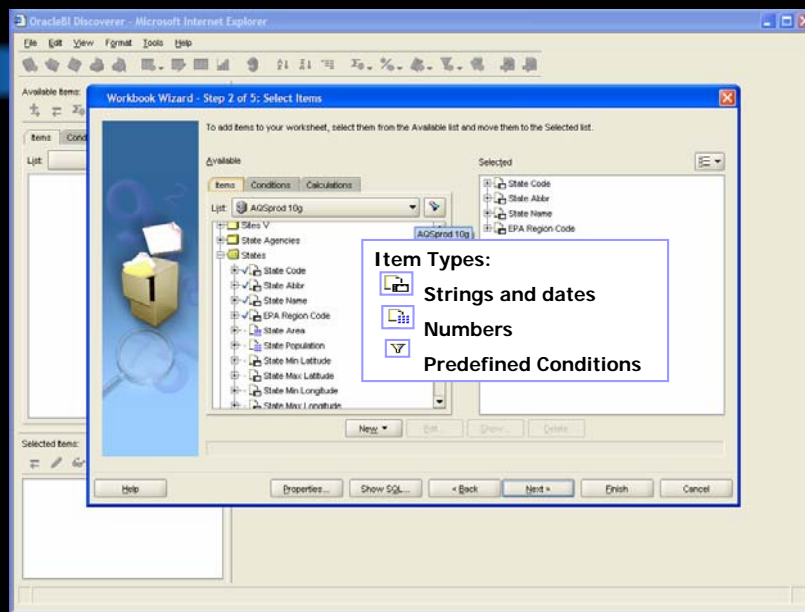 OracleBI Discoverer - Microsoft Internet Explorer
File Edit View Format Tools Help
Available Items:
Workbook Wizard - Step 2 of 5: Select Items
To add items to your worksheet, select them from the Available list and move them to the Selected list.
Available
Selected
Items Cond
Items Conditions Calculations
List:
List: AQSprod 10g
AQSprod 10g
Sites V
State Agencies
States
State Code
State Abbr
State Name
EPA Region Code
State Area
State Population
State Min Latitude
State Max Latitude
State Min Longitude
State Max Longitude
State Code
State Abbr
State Name
EPA Region Code
Item Types:
Strings and dates
Numbers
Predefined Conditions
New Edit... Show... Delete
Selected Items:
Help Properties... Show SQL... < Back Next > Finish Cancel